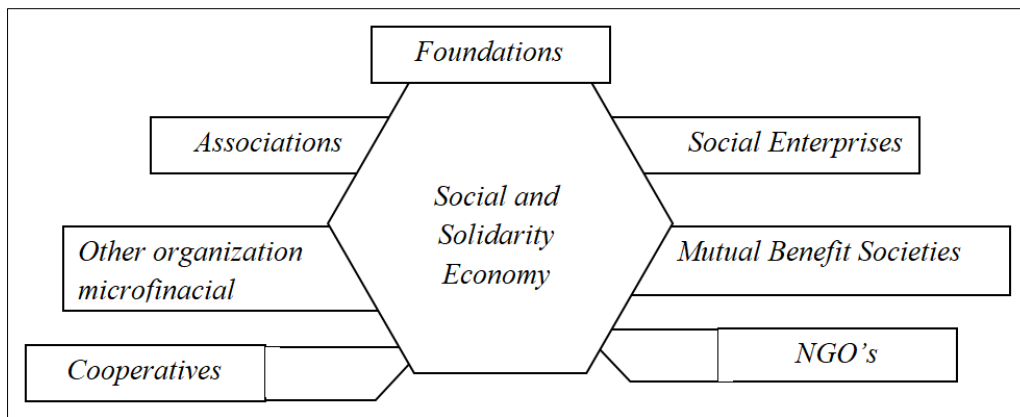 Foundations
Associations
Social Enterprises
Social and
Solidarity
Economy
Other organization
microfinacial
Mutual Benefit Societies
Cooperatives
NGO’s